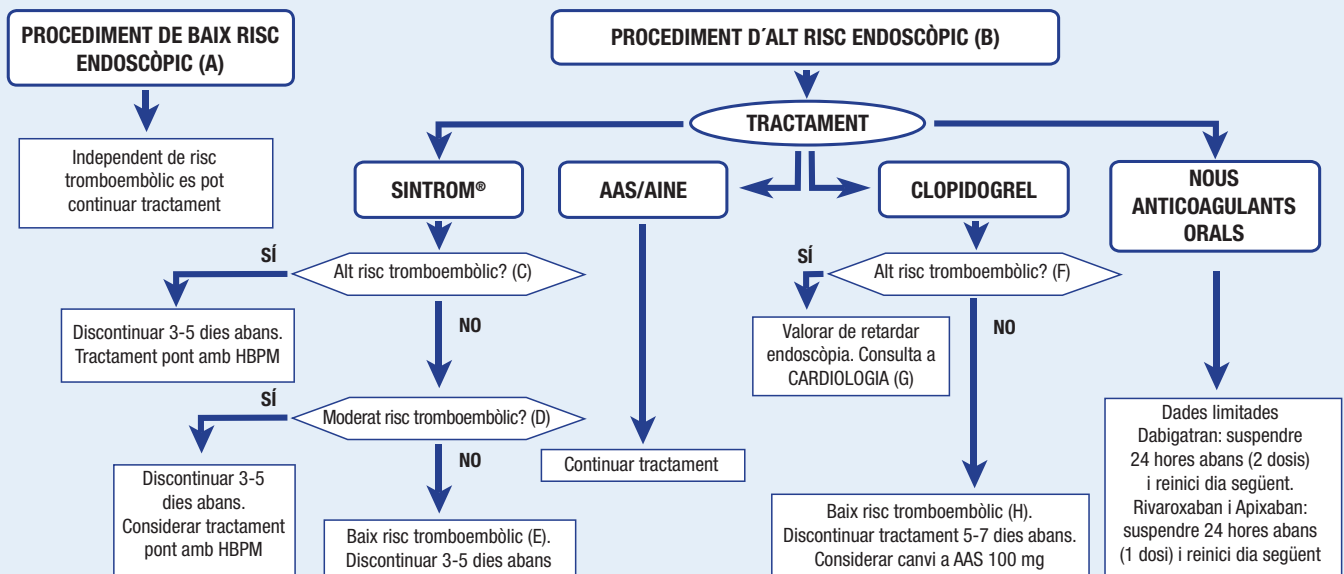 PROCEDIMENT DE BAIX RISC
ENDOSCÒPIC (A)
Independent de risc
tromboembòlic es pot
continuar tractament
PROCEDIMENT D´ALT RISC ENDOSCÒPIC (B)
TRACTAMENT
SINTROM®
AAS/AINE
CLOPIDOGREL
NOUS
ANTICOAGULANTS
ORALS
SÍ
Alt risc tromboembòlic? (C)
Discontinuar 3-5 dies abans.
Tractament pont amb HBPM
NO
SÍ
Moderat risc tromboembòlic? (D)
Discontinuar 3-5
dies abans.
Considerar tractament
pont amb HBPM
NO
Baix risc tromboembòlic (E).
Discontinuar 3-5 dies abans
Continuar tractament
SÍ
Alt risc tromboembòlic? (F)
Valorar de retardar
endoscòpia. Consulta a
CARDIOLOGIA (G)
NO
Baix risc tromboembòlic (H).
Discontinuar tractament 5-7 dies abans.
Considerar canvi a AAS 100 mg
Dades limitades
Dabigatran: suspendre
24 hores abans (2 dosis)
i reinici dia següent.
Rivaroxaban i Apixaban:
suspendre 24 hores abans
(1 dosi) i reinici dia següent